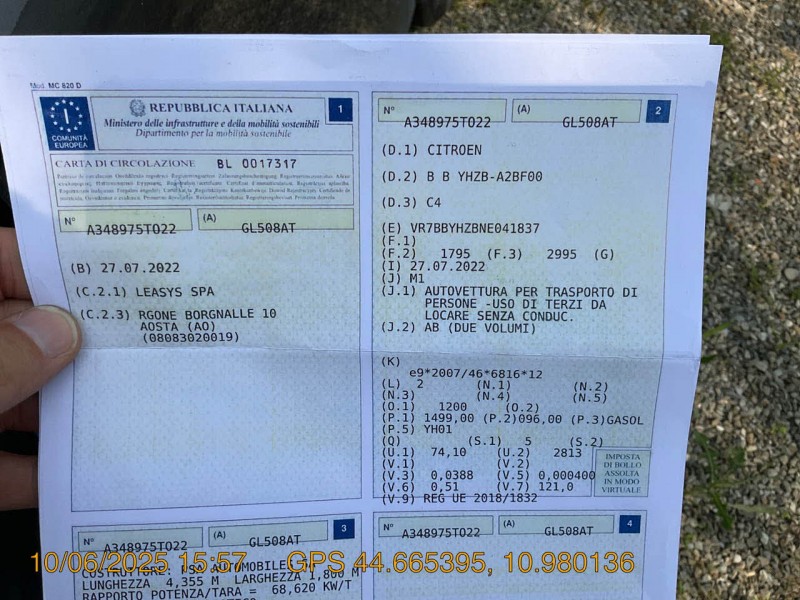 Mod. MC 820 D
COMUNITÀ
EUROPEA
REPUBBLICA ITALIANA
1
Ministero delle infrastrutture e della mobilità sostenibili
Dipartimento per la mobilità sostenibile
CARTA DI CIRCOLAZIONE BL 0017317
N° A348975TO22 (A) GL508AT
(B) 27.07.2022
(C.2.1) LEASYS SPA
(C.2.3) RGONE BORGNALLE 10
AOSTA (AO)
(08083020019)
N° A348975TO22 (A) GL508AT 2
(D.1) CITROEN
(D.2) B B YHZB-A2BF00
(D.3) C4
(E) VR7BBYHZBNE041837
(F.1)
(F.2) 1795 (F.3) 2995 (G)
(I) 27.07.2022
(J) M1
(J.1) AUTOVETTURA PER TRASPORTO DI
PERSONE -USO DI TERZI DA
LOCARE SENZA CONDUC.
(J.2) AB (DUE VOLUMI)
(K)
e9*2007/46*6816*12
(L) 2 (N.1) (N.2)
(N.3) (N.4) (N.5)
(O.1) 1200 (O.2)
(P.1) 1499,00 (P.2)096,00 (P.3)GASOL
(P.5) YH01
(Q) (S.1) 5 (S.2)
(U.1) 74,10 (U.2) 2813
(V.1) (V.2)
(V.3) 0,0388 (V.5) 0,000400
(V.6) 0,51 (V.7) 121,0
(V.9) REG UE 2018/1832
IMPOSTA
DI BOLLO
ASSOLTA
IN MODO
VIRTUALE
N° A348975TO22 (A) GL508AT 3
COSTRUTTORE: PSA AUTOMOBILES
LUNGHEZZA 4,355 M LARGHEZZA 1,800 M
RAPPORTO POTENZA/TARA = 68,620 KW/T
N° A348975TO22 (A) GL508AT 4
10/06/2025 15:57 GPS 44.665395, 10.980136